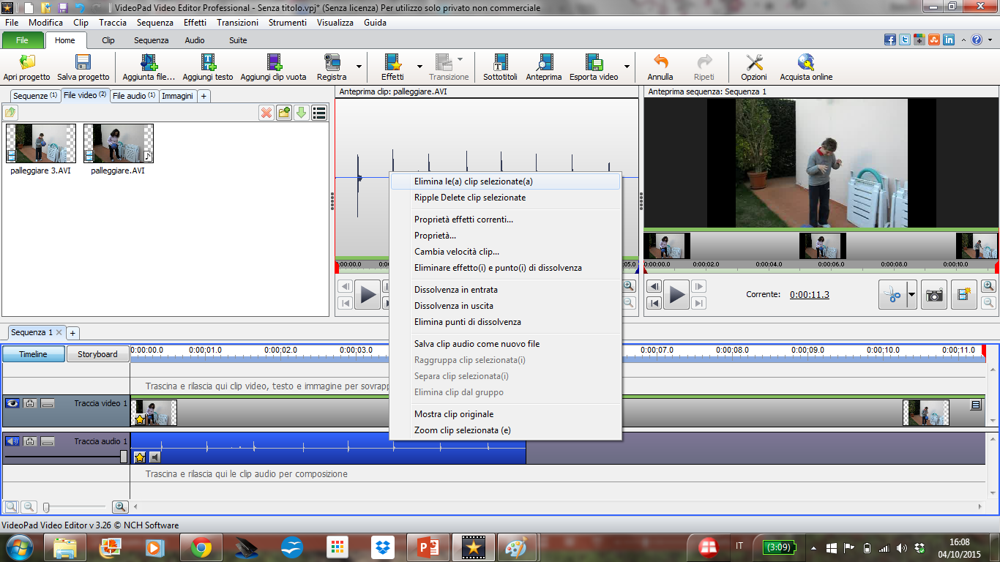 VideoPad Video Editor Professional - Senza titolo.vpj* (Senza licenza) Per utilizzo solo privato non commerciale
File Modifica Clip Traccia Sequenza Effetti Transizioni Strumenti Visualizza Guida
File Home Clip Sequenza Audio Suite
Apri progetto Salva progetto Aggiunta file... Aggiungi testo Aggiungi clip vuota Registra Effetti Transizione Sottotitoli Anteprima Esporta video Annulla Ripeti Opzioni Acquista online
Sequenze (1) File video (2) File audio (1) Immagini +
Anteprima clip: palleggiare.AVI
Anteprima sequenza: Sequenza 1
palleggiare 3.AVI palleggiare.AVI
Elimina le(a) clip selezionate(a)
Ripple Delete clip selezionate
Proprietà effetti correnti...
Proprietà...
Cambia velocità clip...
Eliminare effetto(i) e punto(i) di dissolvenza
Dissolvenza in entrata
Dissolvenza in uscita
Elimina punti di dissolvenza
Salva clip audio come nuovo file
Raggruppa clip selezionata(i)
Separa clip selezionata(i)
Elimina clip dal gruppo
Mostra clip originale
Zoom clip selezionata (e)
0:00:02.0 0:00:04.0 0:00:06.0 0:00:08.0 0:00:10.0
Corrente: 0:00:11.3
Sequenza 1 +
Timeline Storyboard
0:00:00.0 0:00:01.0 0:00:02.0 0:00:03.0 0:00:07.0 0:00:08.0 0:00:09.0 0:00:10.0 0:00:11.0
Trascina e rilascia qui clip video, testo e immagine per sovrapp
Traccia video 1
Traccia audio 1
Trascina e rilascia qui le clip audio per composizione
VideoPad Video Editor v 3.26 © NCH Software
IT (3:09) 16:08
04/10/2015